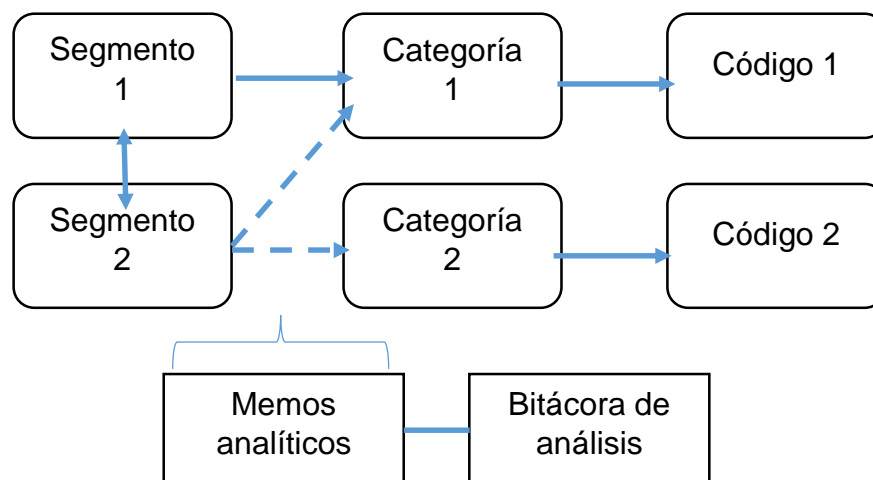 Segmento
1
Categoría
1
Código 1
Segmento
2
Categoría
2
Código 2
Memos
analíticos
Bitácora de
análisis